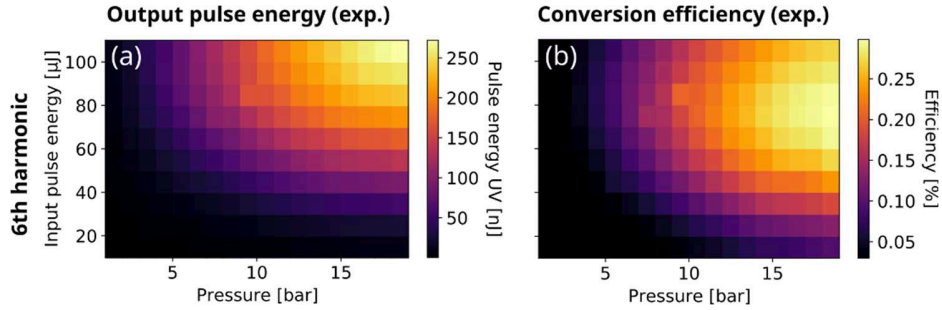 Output pulse energy (exp.)
Conversion efficiency (exp.)
6th harmonic
Input pulse energy [µJ]
(a)
100
80
60
40
20
5
10
15
Pressure [bar]
250
200
150
100
50
Pulse energy UV [nJ]
(b)
5
10
15
Pressure [bar]
0.25
0.20
0.15
0.10
0.05
Efficiency [%]